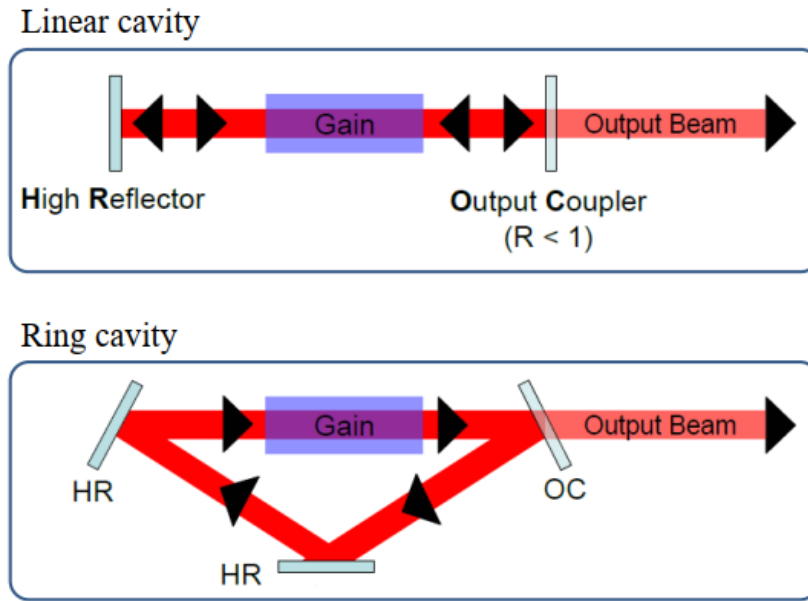 Linear cavity
Gain
Output Beam
High Reflector
Output Coupler
(R < 1)
Ring cavity
Gain
Output Beam
HR
OC
HR